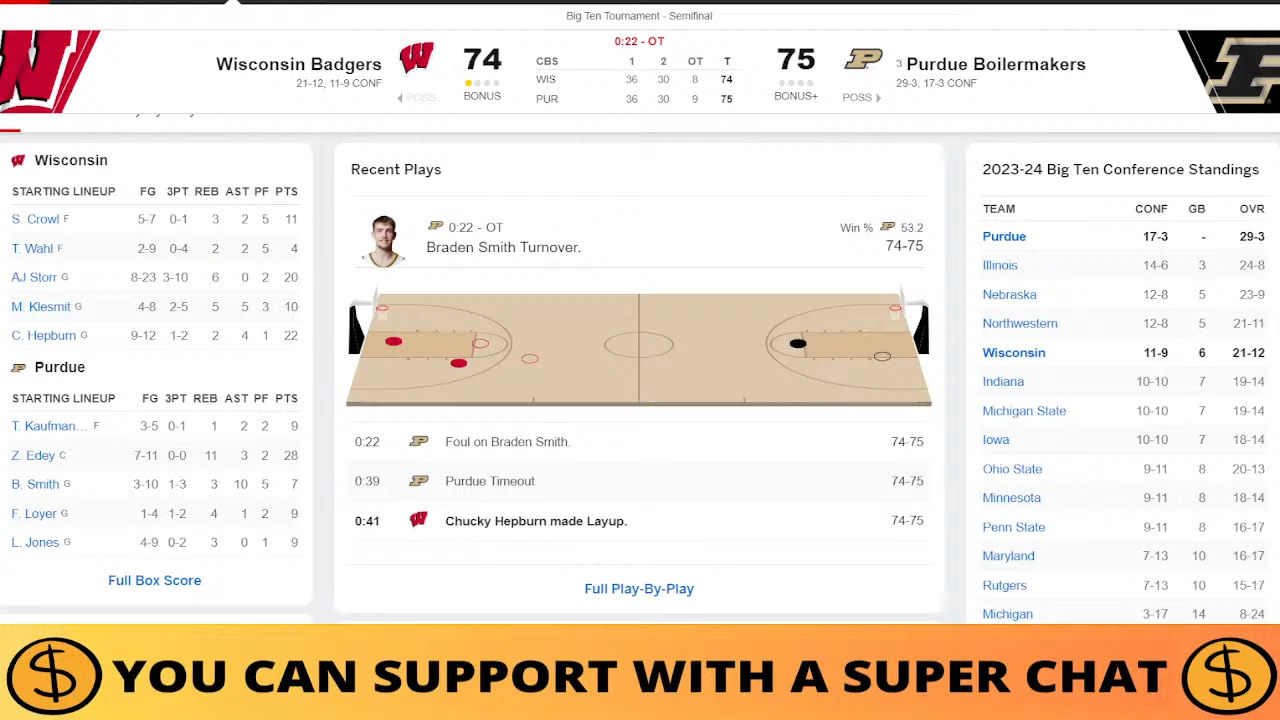 Big Ten Tournament - Semifinal
Wisconsin Badgers
21-12, 11-9 CONF
POSS
74
BONUS
0:22 - OT
CBS 1 2 OT T
WIS 36 30 8 74
PUR 36 30 9 75
75
BONUS+
POSS
3 Purdue Boilermakers
29-3, 17-3 CONF
Wisconsin
STARTING LINEUP FG 3PT REB AST PF PTS
S. Crowl F 5-7 0-1 3 2 5 11
T. Wahl F 2-9 0-4 2 2 5 4
AJ Storr G 8-23 3-10 6 0 2 20
M. Klesmit G 4-8 2-5 5 5 3 10
C. Hepburn G 9-12 1-2 2 4 1 22
Purdue
STARTING LINEUP FG 3PT REB AST PF PTS
T. Kaufman... F 3-5 0-1 1 2 2 9
Z. Edey C 7-11 0-0 11 3 2 28
B. Smith G 3-10 1-3 3 10 5 7
F. Loyer G 1-4 1-2 4 1 2 9
L. Jones G 4-9 0-2 3 0 1 9
Full Box Score
Recent Plays
0:22 - OT
Braden Smith Turnover.
Win % 53.2
74-75
0:22 Foul on Braden Smith. 74-75
0:39 Purdue Timeout 74-75
0:41 Chucky Hepburn made Layup. 74-75
Full Play-By-Play
2023-24 Big Ten Conference Standings
TEAM CONF GB OVR
Purdue 17-3 - 29-3
Illinois 14-6 3 24-8
Nebraska 12-8 5 23-9
Northwestern 12-8 5 21-11
Wisconsin 11-9 6 21-12
Indiana 10-10 7 19-14
Michigan State 10-10 7 19-14
Iowa 10-10 7 18-14
Ohio State 9-11 8 20-13
Minnesota 9-11 8 18-14
Penn State 9-11 8 16-17
Maryland 7-13 10 16-17
Rutgers 7-13 10 15-17
Michigan 3-17 14 8-24
$ YOU CAN SUPPORT WITH A SUPER CHAT $